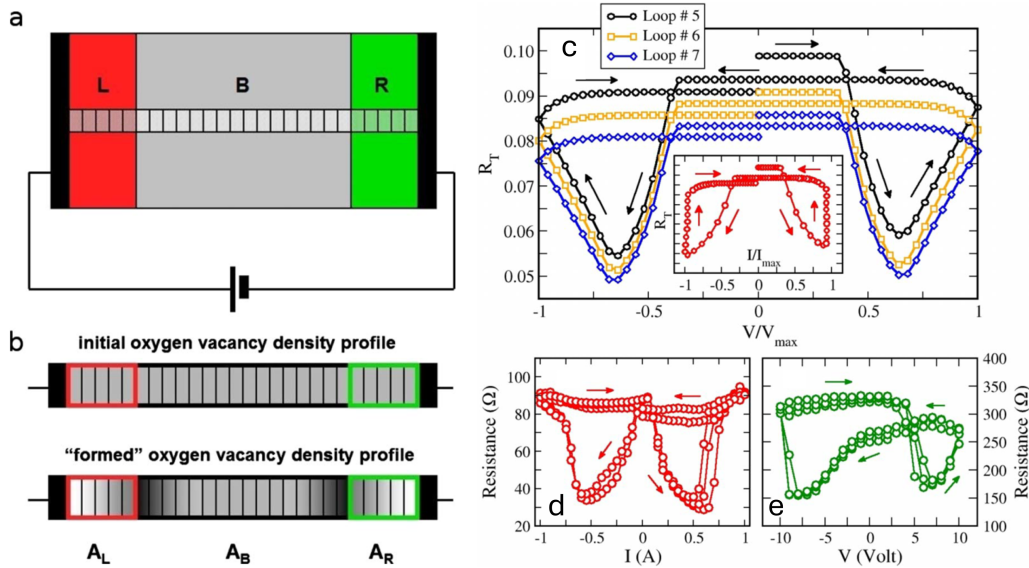 a
L
B
R
b
initial oxygen vacancy density profile
“formed” oxygen vacancy density profile
A_L
A_B
A_R
c
Loop # 5
Loop # 6
Loop # 7
0.10
0.09
0.08
0.07
0.06
0.05
R_T
-1
-0.5
0
0.5
1
V/V_max
R_T
-1
-0.5
0
0.5
1
I/I_max
d
100
80
60
40
20
Resistance (Ω)
-1
-0.5
0
0.5
1
I (A)
e
400
350
300
250
200
150
100
Resistance (Ω)
-10
-5
0
5
10
V (Volt)